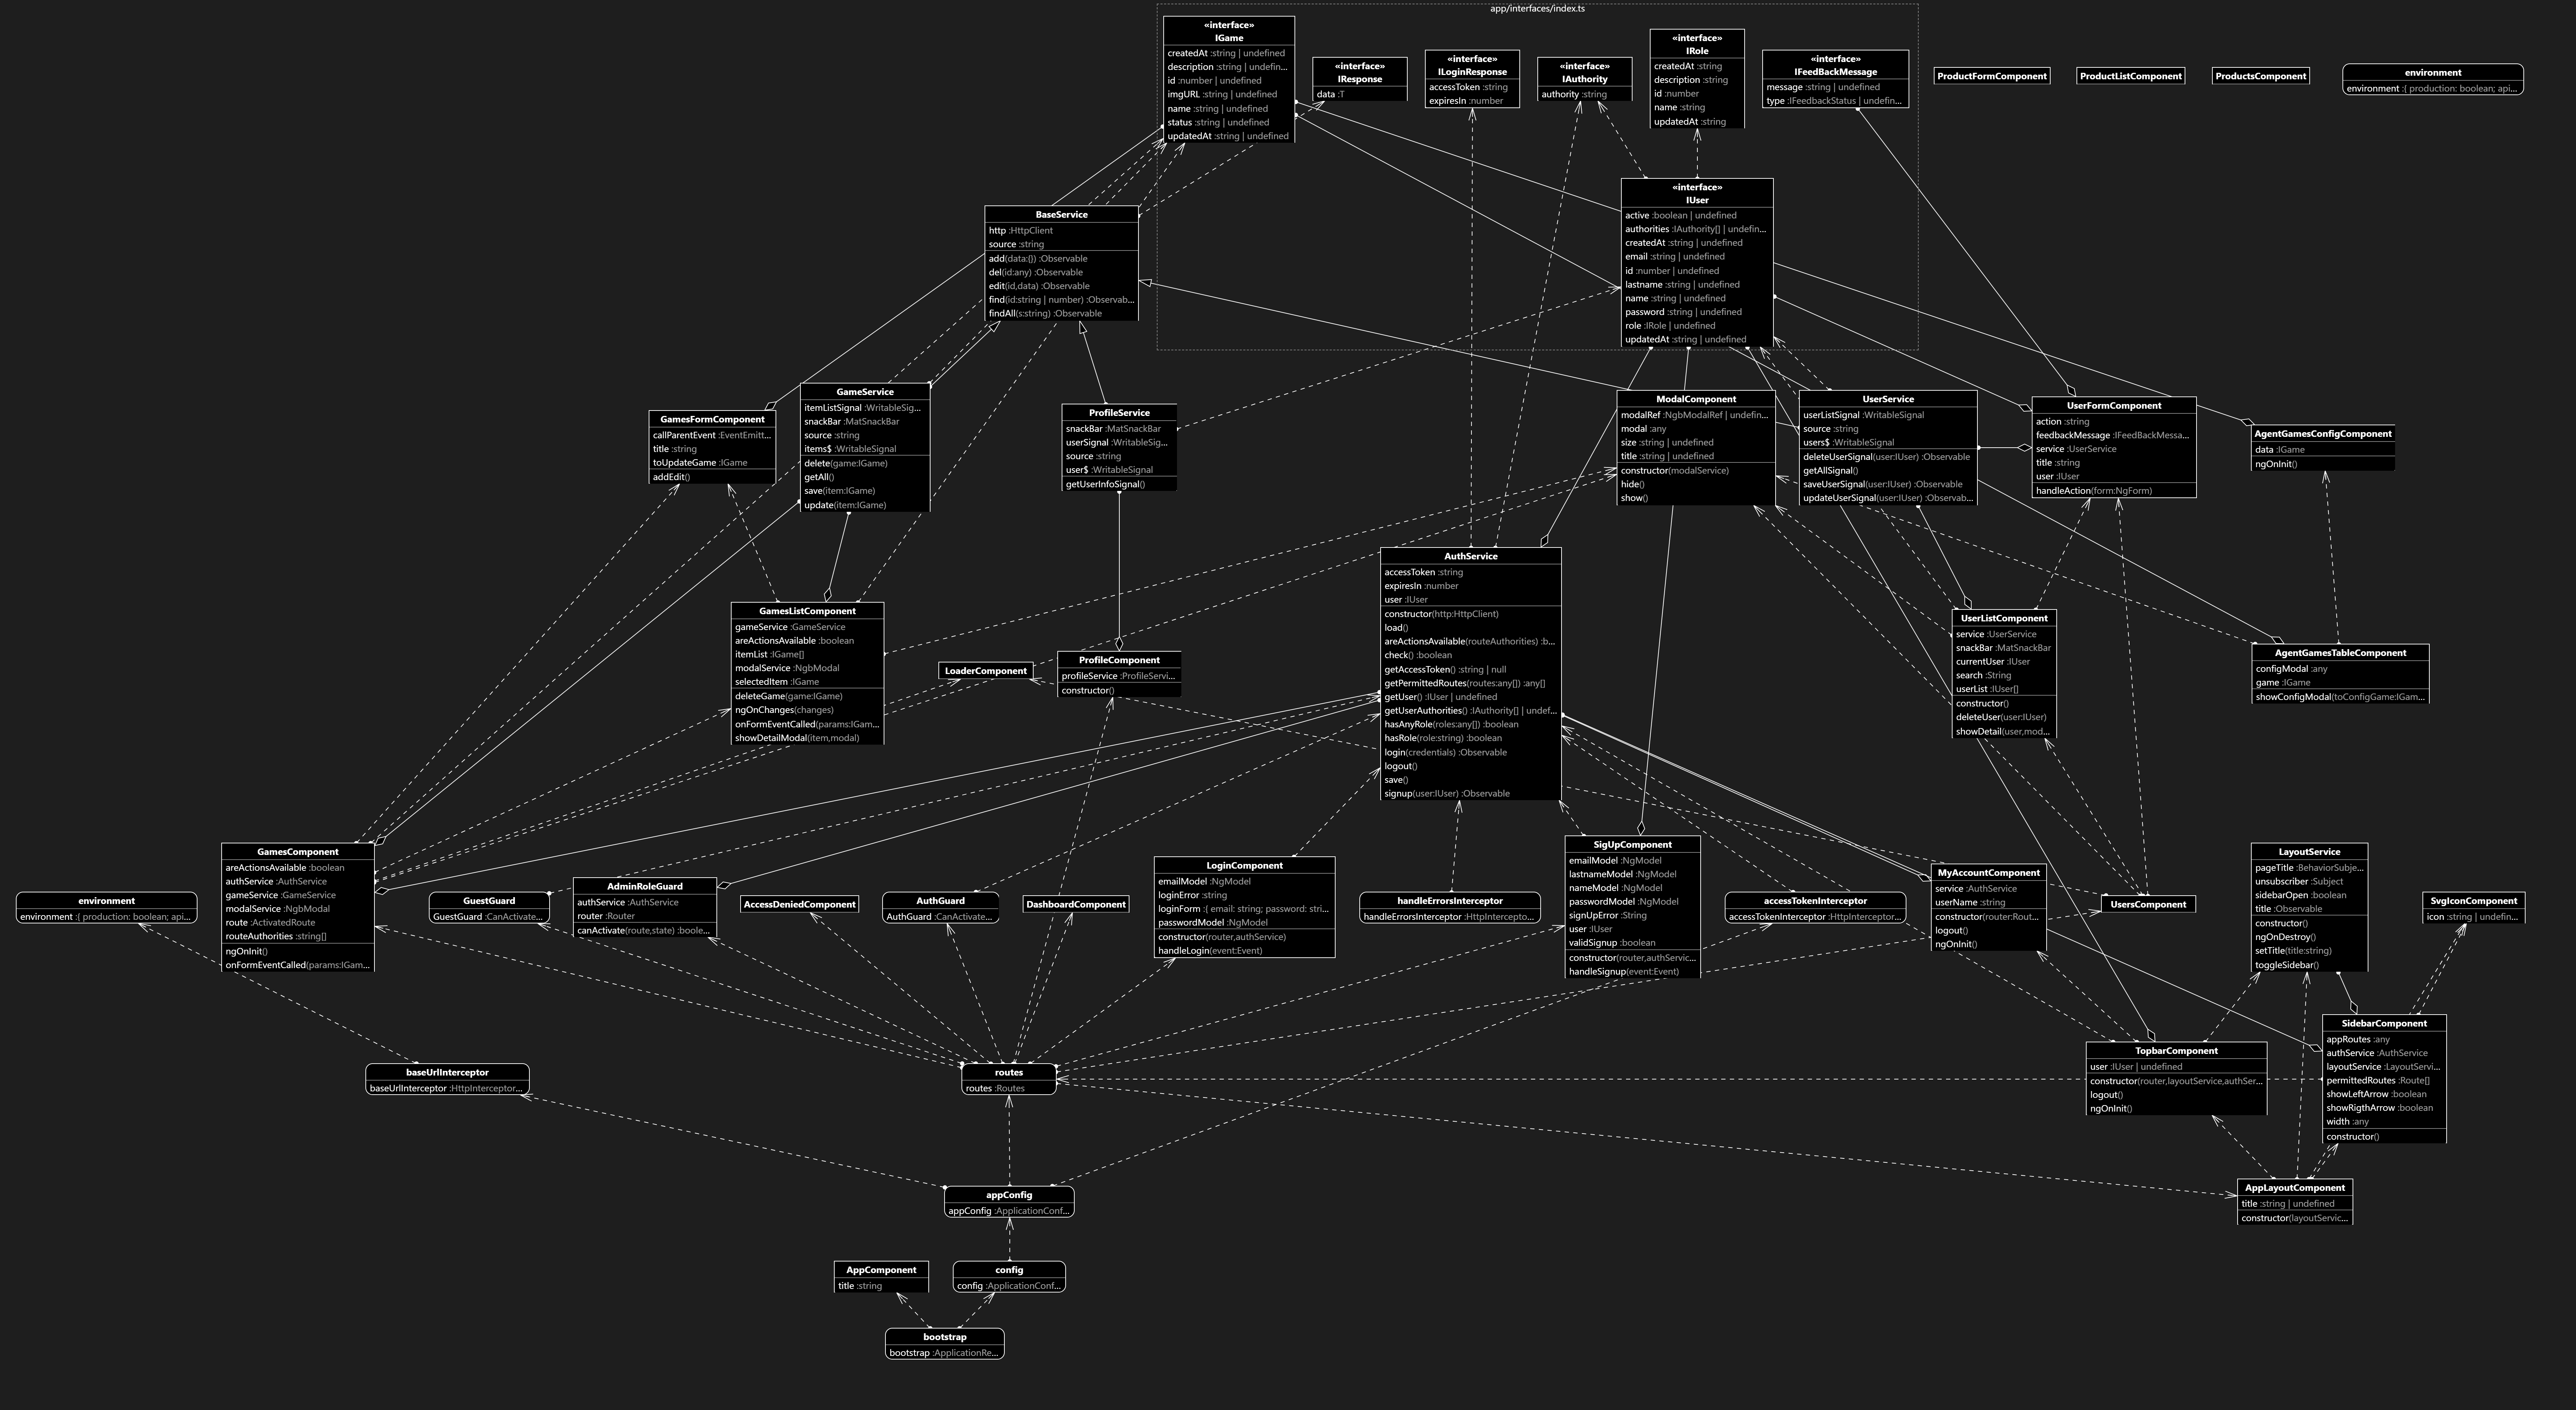 app/interfaces/index.ts
«interface»
IGame
createdAt :string | undefined
description :string | undefin...
id :number | undefined
imgURL :string | undefined
name :string | undefined
status :string | undefined
updatedAt :string | undefined
«interface»
IResponse
data :T
«interface»
ILoginResponse
accessToken :string
expiresIn :number
«interface»
IAuthority
authority :string
«interface»
IRole
createdAt :string
description :string
id :number
name :string
updatedAt :string
«interface»
IFeedBackMessage
message :string | undefined
type :IFeedbackStatus | undefin...
ProductFormComponent
ProductListComponent
ProductsComponent
environment
environment :{ production: boolean; api...
«interface»
IUser
active :boolean | undefined
authorities :IAuthority[] | undefin...
createdAt :string | undefined
email :string | undefined
id :number | undefined
lastname :string | undefined
name :string | undefined
password :string | undefined
role :IRole | undefined
updatedAt :string | undefined
BaseService
http :HttpClient
source :string
add(data:{}) :Observable
del(id:any) :Observable
edit(id,data) :Observable
find(id:string | number) :Observab...
findAll(s:string) :Observable
GamesFormComponent
callParentEvent :EventEmitt...
title :string
toUpdateGame :IGame
addEdit()
GameService
itemListSignal :WritableSig...
snackBar :MatSnackBar
source :string
items$ :WritableSignal
delete(game:IGame)
getAll()
save(item:IGame)
update(item:IGame)
ProfileService
snackBar :MatSnackBar
userSignal :WritableSig...
source :string
user$ :WritableSignal
getUserInfoSignal()
ModalComponent
modalRef :NgbModalRef | undefin...
modal :any
size :string | undefined
title :string | undefined
constructor(modalService)
hide()
show()
UserService
userListSignal :WritableSignal
source :string
users$ :WritableSignal
deleteUserSignal(user:IUser) :Observable
getAllSignal()
saveUserSignal(user:IUser) :Observable
updateUserSignal(user:IUser) :Observab...
UserFormComponent
action :string
feedbackMessage :IFeedBackMessa...
service :UserService
title :string
user :IUser
handleAction(form:NgForm)
AgentGamesConfigComponent
data :IGame
ngOnInit()
AuthService
accessToken :string
expiresIn :number
user :IUser
constructor(http:HttpClient)
load()
areActionsAvailable(routeAuthorities) :b...
check() :boolean
getAccessToken() :string | null
getPermittedRoutes(routes:any[]) :any[]
getUser() :IUser | undefined
getUserAuthorities() :IAuthority[] | undef...
hasAnyRole(roles:any[]) :boolean
hasRole(role:string) :boolean
login(credentials) :Observable
logout()
save()
signup(user:IUser) :Observable
GamesListComponent
gameService :GameService
areActionsAvailable :boolean
itemList :IGame[]
modalService :NgbModal
selectedItem :IGame
deleteGame(game:IGame)
ngOnChanges(changes)
onFormEventCalled(params:IGam...
showDetailModal(item,modal)
LoaderComponent
ProfileComponent
profileService :ProfileServi...
constructor()
UserListComponent
service :UserService
snackBar :MatSnackBar
currentUser :IUser
search :String
userList :IUser[]
constructor()
deleteUser(user:IUser)
showDetail(user,mod...
AgentGamesTableComponent
configModal :any
game :IGame
showConfigModal(toConfigGame:IGam...
environment
environment :{ production: boolean; api...
GamesComponent
areActionsAvailable :boolean
authService :AuthService
gameService :GameService
modalService :NgbModal
route :ActivatedRoute
routeAuthorities :string[]
ngOnInit()
onFormEventCalled(params:IGam...
GuestGuard
GuestGuard :CanActivate...
AdminRoleGuard
authService :AuthService
router :Router
canActivate(route,state) :boole...
AccessDeniedComponent
AuthGuard
AuthGuard :CanActivate...
DashboardComponent
LoginComponent
emailModel :NgModel
loginError :string
loginForm :{ email: string; password: stri...
passwordModel :NgModel
constructor(router,authService)
handleLogin(event:Event)
handleErrorsInterceptor
handleErrorsInterceptor :HttpIntercepto...
SigUpComponent
emailModel :NgModel
lastnameModel :NgModel
nameModel :NgModel
passwordModel :NgModel
signUpError :String
user :IUser
validSignup :boolean
constructor(router,authServic...
handleSignup(event:Event)
accessTokenInterceptor
accessTokenInterceptor :HttpInterceptor...
MyAccountComponent
service :AuthService
userName :string
constructor(router:Rout...
logout()
ngOnInit()
UsersComponent
LayoutService
pageTitle :BehaviorSubje...
unsubscriber :Subject
sidebarOpen :boolean
title :Observable
constructor()
ngOnDestroy()
setTitle(title:string)
toggleSidebar()
SvgIconComponent
icon :string | undefin...
baseUrlInterceptor
baseUrlInterceptor :HttpInterceptor...
routes
routes :Routes
TopbarComponent
user :IUser | undefined
constructor(router,layoutService,authSer...
logout()
ngOnInit()
SidebarComponent
appRoutes :any
authService :AuthService
layoutService :LayoutServi...
permittedRoutes :Route[]
showLeftArrow :boolean
showRigthArrow :boolean
width :any
constructor()
appConfig
appConfig :ApplicationConf...
AppLayoutComponent
title :string | undefined
constructor(layoutServic...
AppComponent
title :string
config
config :ApplicationConf...
bootstrap
bootstrap :ApplicationRe...